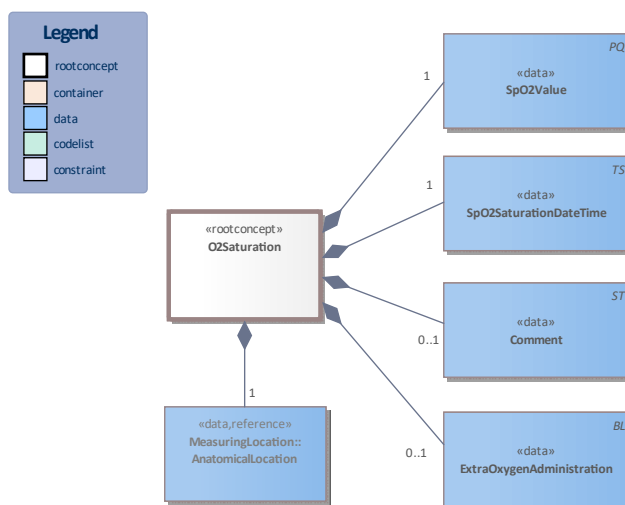 Legend
rootconcept
container
data
codelist
constraint
PQ
«data»
SpO2Value
1
TS
«data»
SpO2SaturationDateTime
1
«rootconcept»
O2Saturation
ST
«data»
Comment
0..1
1
«data,reference»
MeasuringLocation::
AnatomicalLocation
BL
«data»
ExtraOxygenAdministration
0..1